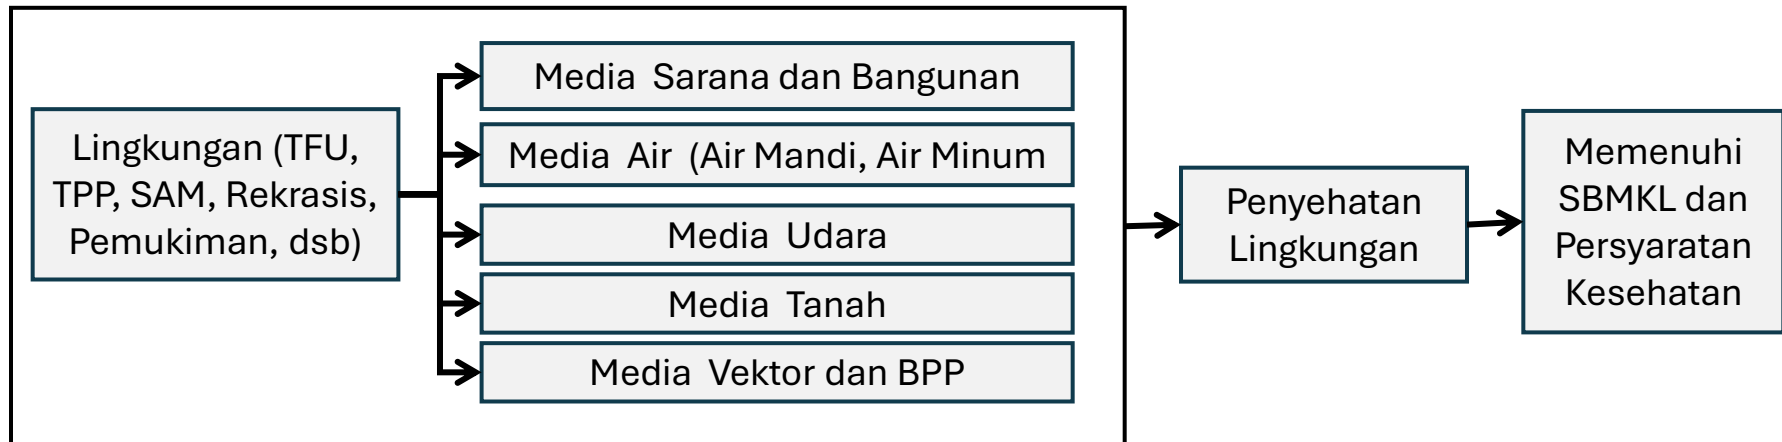 Lingkungan (TFU,
TPP, SAM, Rekrasis,
Pemukiman, dsb)
Media Sarana dan Bangunan
Media Air (Air Mandi, Air Minum
Media Udara
Media Tanah
Media Vektor dan BPP
Penyehatan
Lingkungan
Memenuhi
SBMKL dan
Persyaratan
Kesehatan